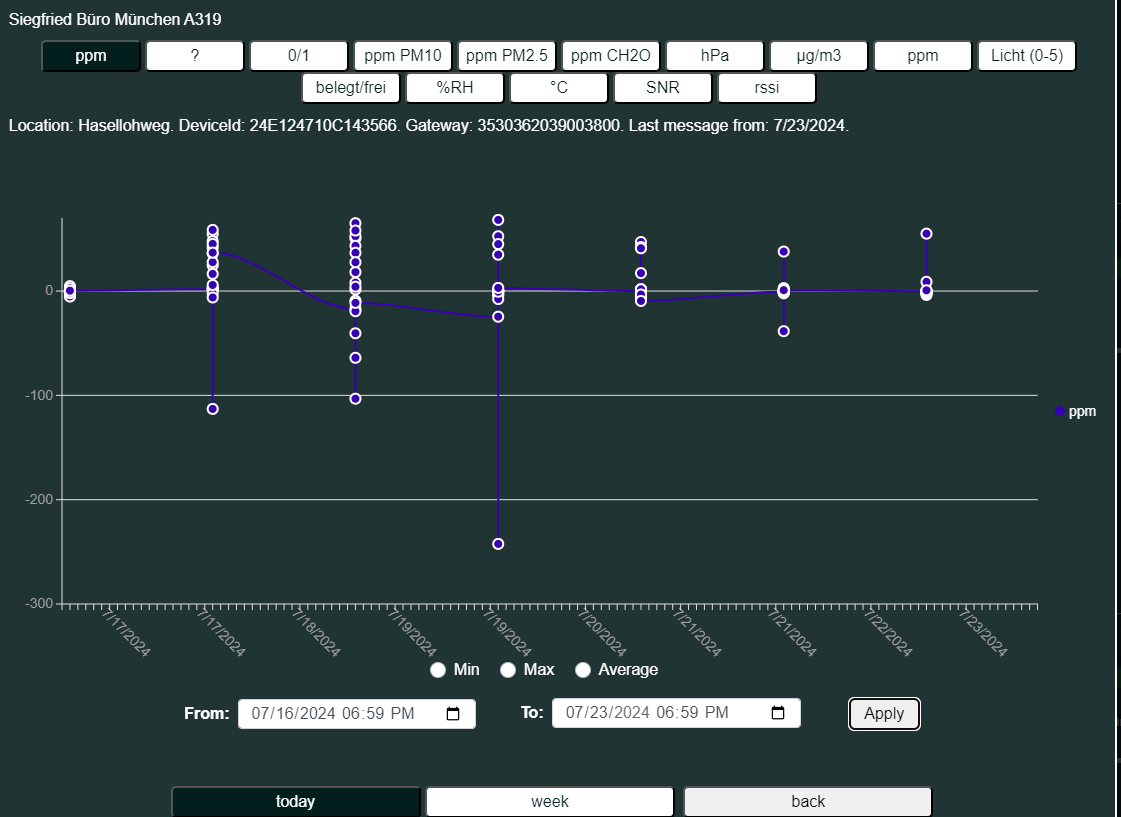 Siegfried Büro München A319
ppm ? 0/1 ppm PM10 ppm PM2.5 ppm CH2O hPa µg/m3 ppm Licht (0-5)
belegt/frei %RH °C SNR rssi
Location: Hasellohweg. DeviceId: 24E124710C143566. Gateway: 3530362039003800. Last message from: 7/23/2024.
0
-100
ppm
-200
-300
7/17/2024 7/17/2024 7/18/2024 7/19/2024 7/19/2024 7/20/2024 7/21/2024 7/21/2024 7/22/2024 7/23/2024
Min Max Average
From: 07/16/2024 06:59 PM To: 07/23/2024 06:59 PM Apply
today week back